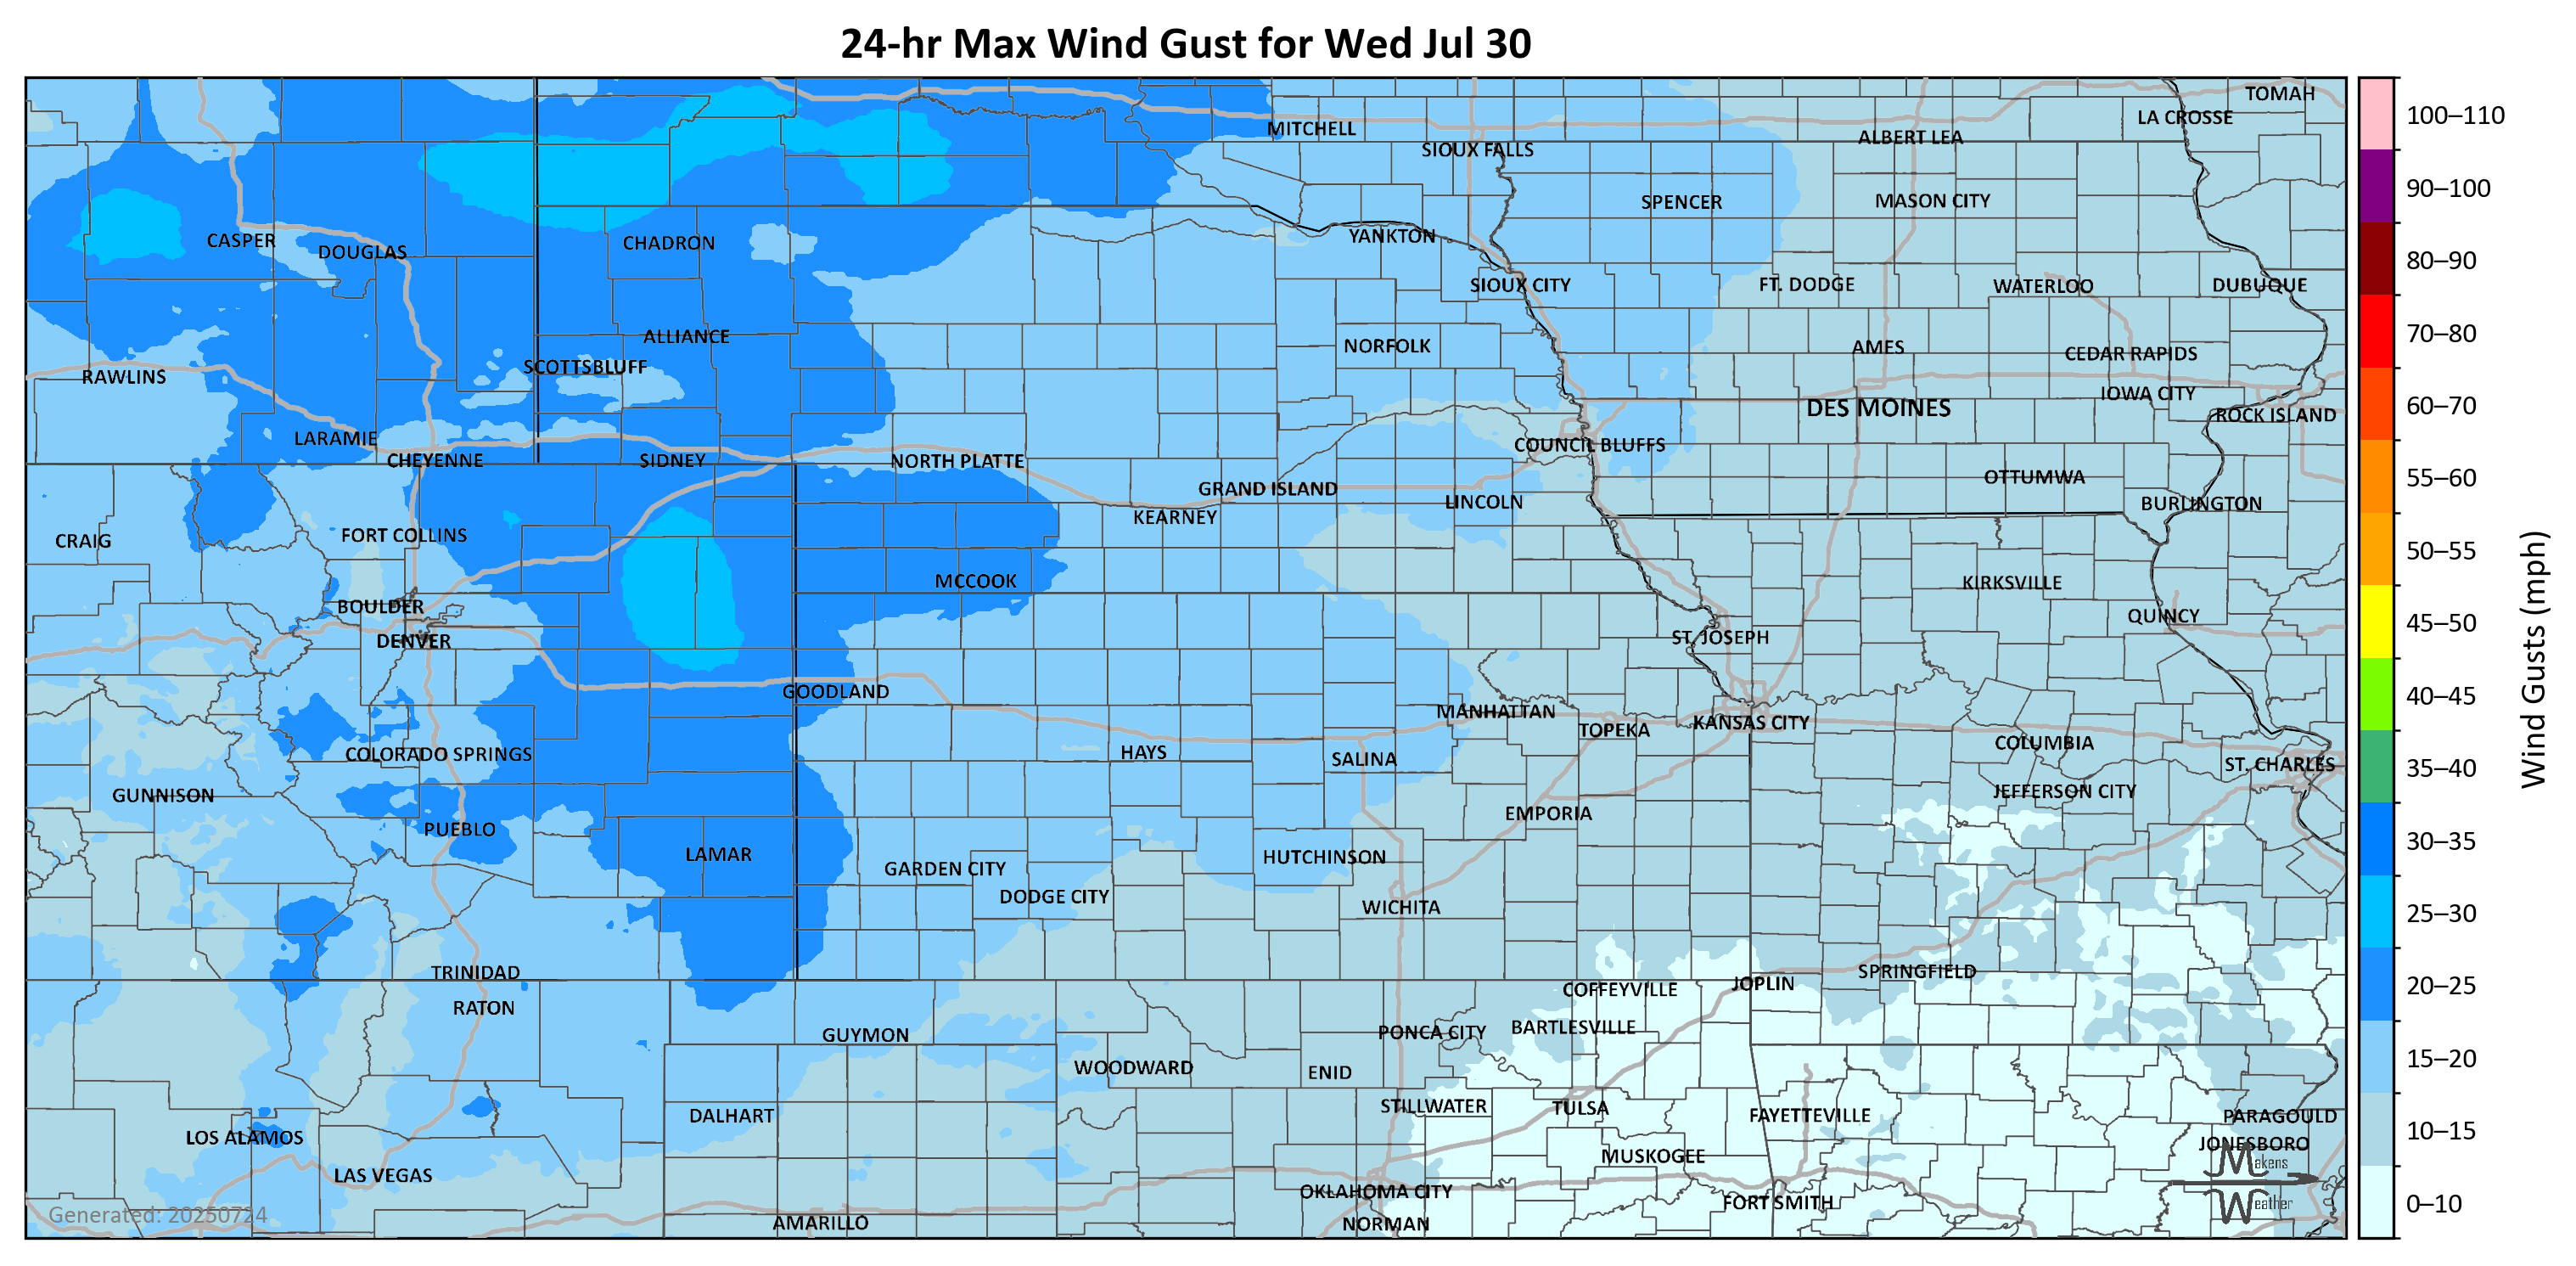 24-hr Max Wind Gust for Wed Jul 30
TOMAH
LA CROSSE
MITCHELL
ALBERT LEA
SIOUX FALLS
SPENCER
MASON CITY
CASPER
DOUGLAS
CHADRON
YANKTON
SIOUX CITY
FT. DODGE
WATERLOO
DUBUQUE
ALLIANCE
NORFOLK
AMES
CEDAR RAPIDS
SCOTTSBLUFF
RAWLINS
IOWA CITY
DES MOINES
ROCK ISLAND
LARAMIE
COUNCIL BLUFFS
CHEYENNE
SIDNEY
NORTH PLATTE
OTTUMWA
GRAND ISLAND
LINCOLN
BURLINGTON
KEARNEY
FORT COLLINS
CRAIG
MCCOOK
KIRKSVILLE
BOULDER
QUINCY
DENVER
ST. JOSEPH
GOODLAND
MANHATTAN
KANSAS CITY
TOPEKA
COLUMBIA
COLORADO SPRINGS
HAYS
SALINA
ST. CHARLES
GUNNISON
JEFFERSON CITY
EMPORIA
PUEBLO
LAMAR
HUTCHINSON
GARDEN CITY
DODGE CITY
WICHITA
TRINIDAD
SPRINGFIELD
JOPLIN
COFFEYVILLE
RATON
BARTLESVILLE
PONCA CITY
GUYMON
WOODWARD
ENID
STILLWATER
TULSA
DALHART
FAYETTEVILLE
PARAGOULD
LOS ALAMOS
JONESBORO
MUSKOGEE
LAS VEGAS
OKLAHOMA CITY
FORT SMITH
AMARILLO
NORMAN
Generated: 20250724
Makens
Weather
100–110
90–100
80–90
70–80
60–70
55–60
50–55
45–50
40–45
35–40
30–35
25–30
20–25
15–20
10–15
0–10
Wind Gusts (mph)